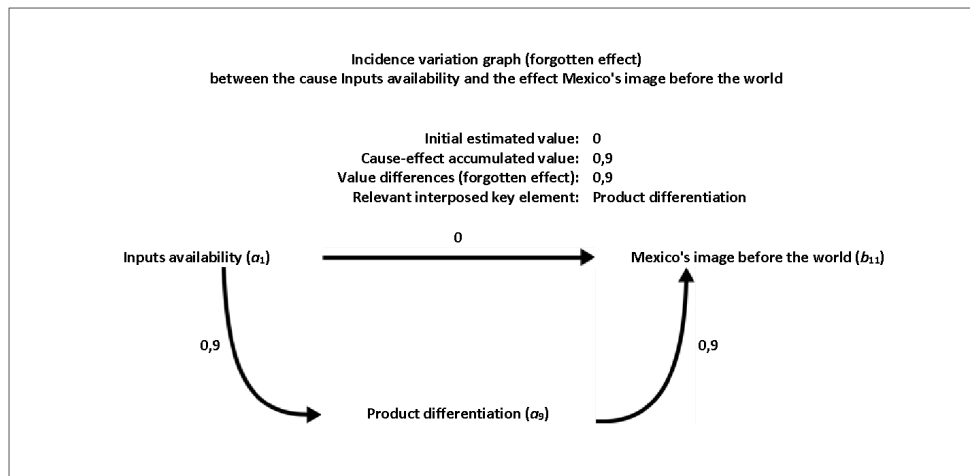 Incidence variation graph (forgotten effect)
between the cause Inputs availability and the effect Mexico's image before the world
Initial estimated value: 0
Cause-effect accumulated value: 0,9
Value differences (forgotten effect): 0,9
Relevant interposed key element: Product differentiation
0
Inputs availability (a₁)
Mexico's image before the world (b₁₁)
0,9
0,9
Product differentiation (a₉)